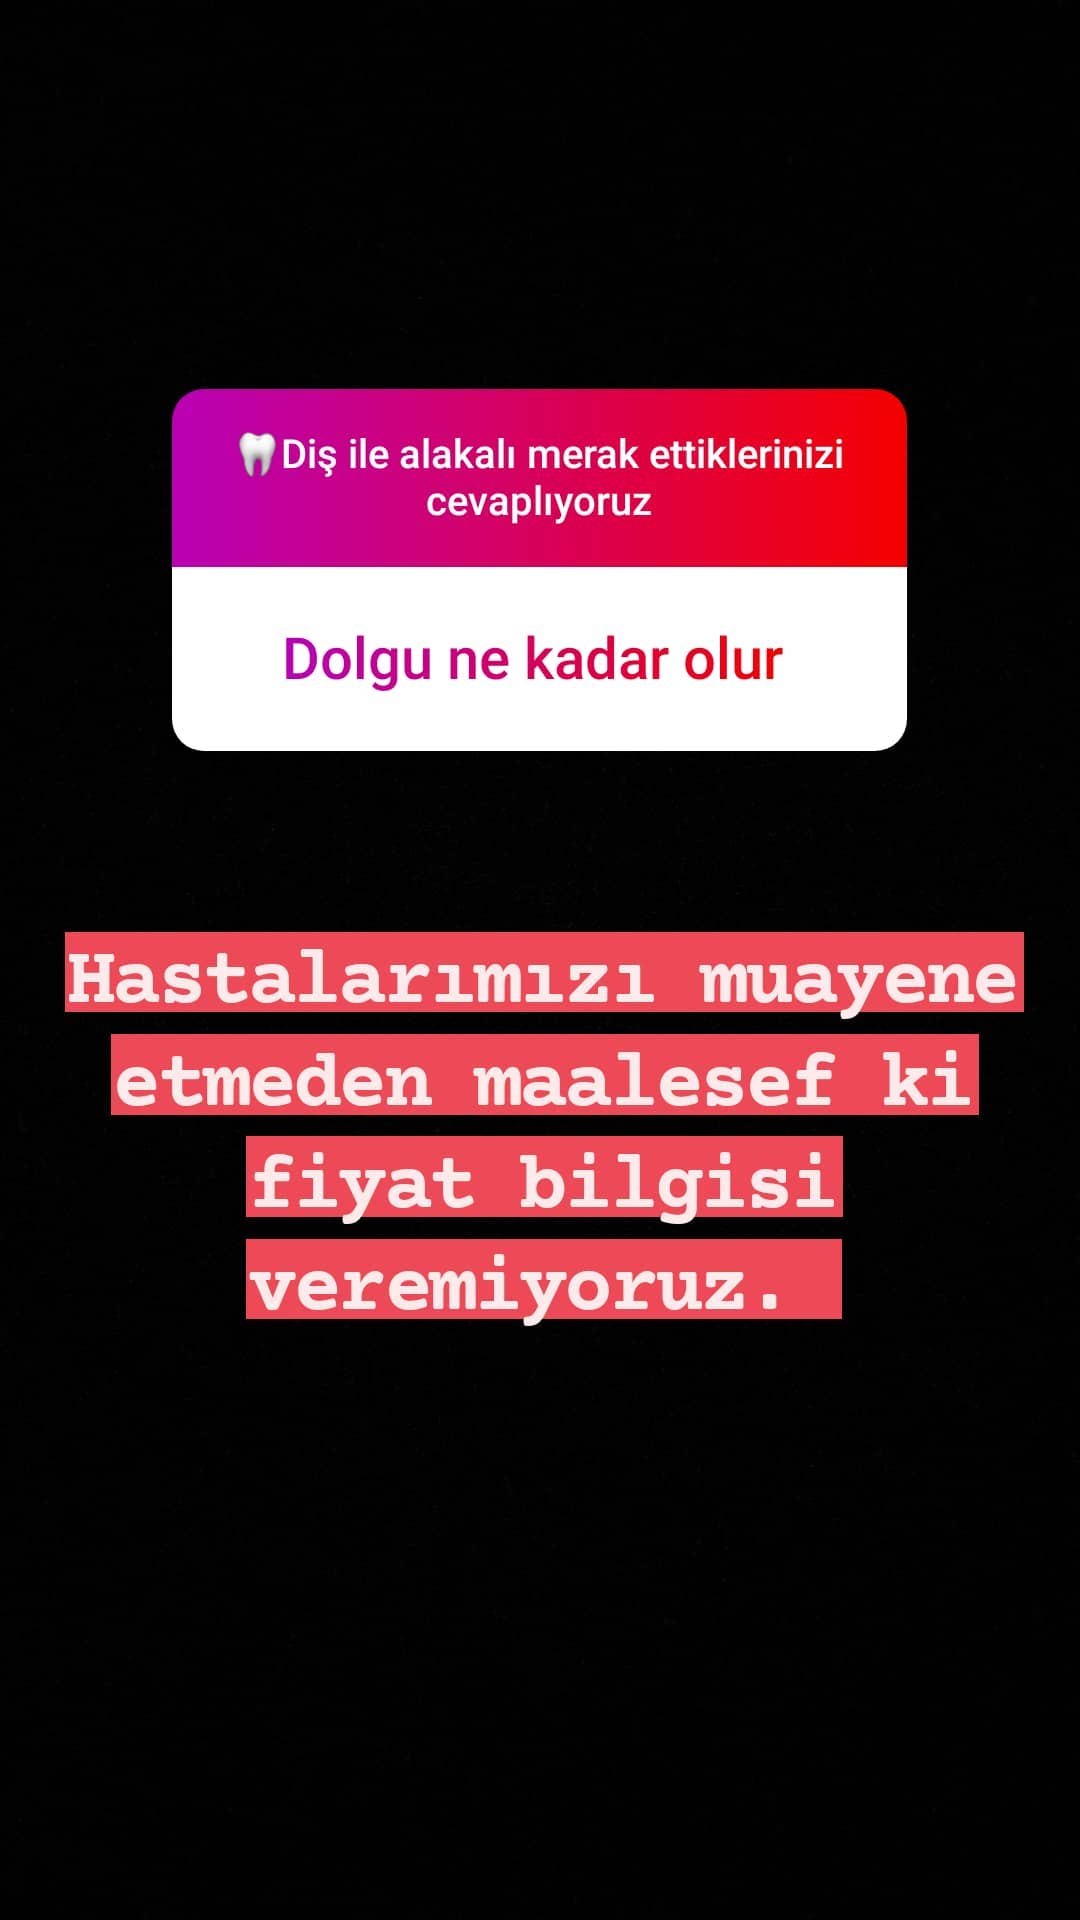 🦷Diş ile alakalı merak ettiklerinizi
cevaplıyoruz
Dolgu ne kadar olur
Hastalarımızı muayene
etmeden maalesef ki
fiyat bilgisi
veremiyoruz.